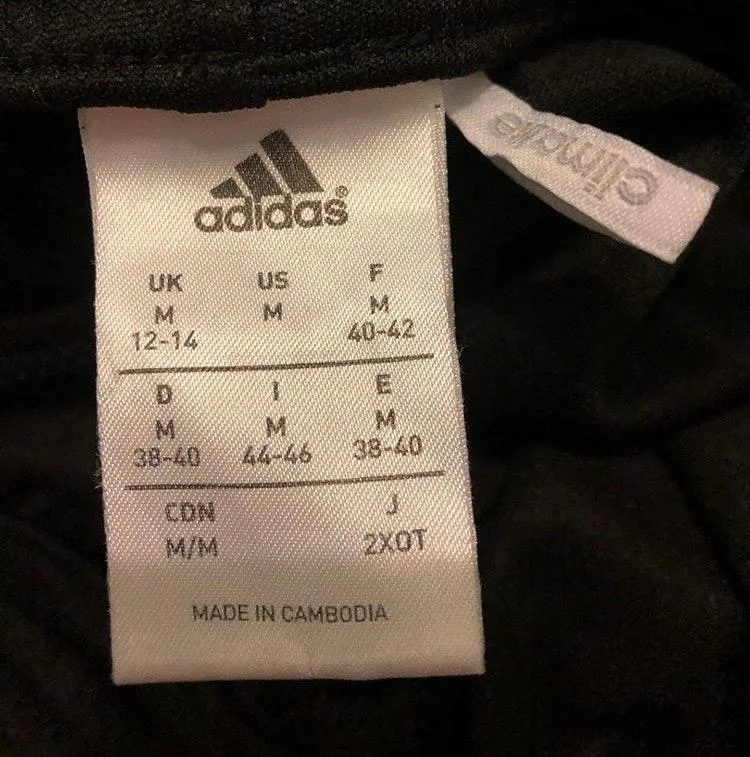 adidas®
UK US F
M M M
12-14 40-42
D I E
M M M
38-40 44-46 38-40
CDN J
M/M 2XOT
MADE IN CAMBODIA
climalite